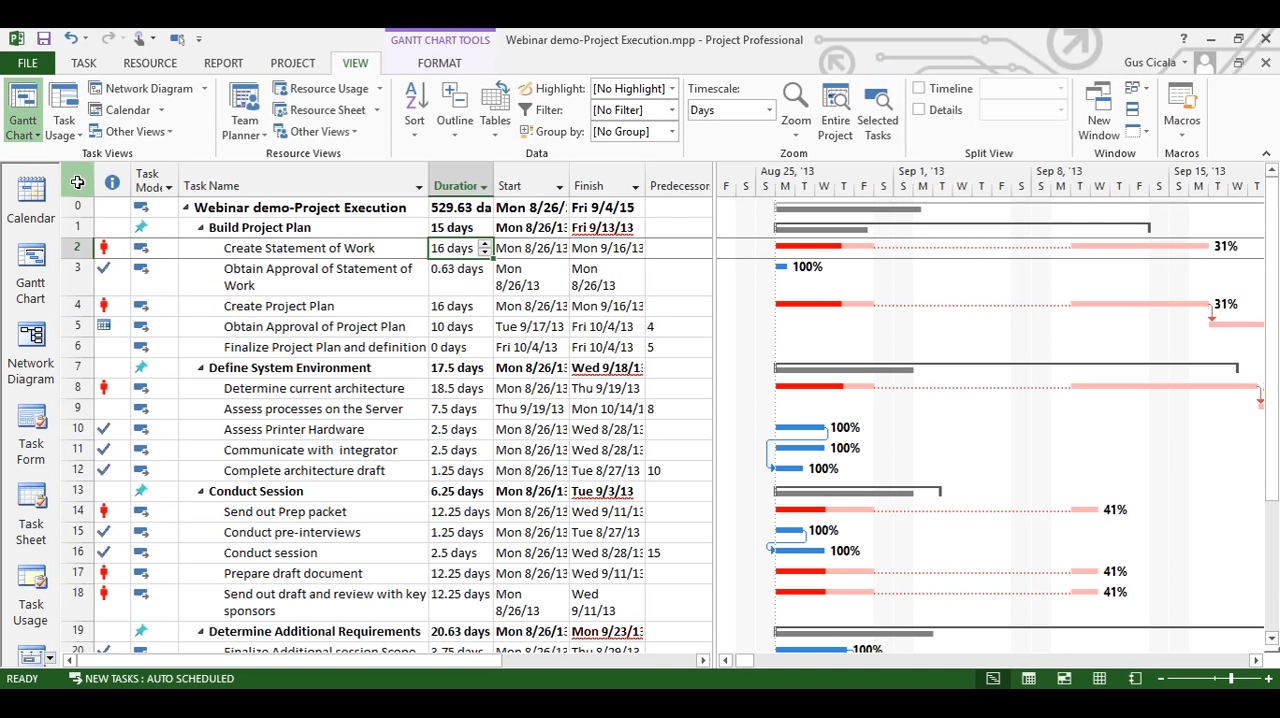 GANTT CHART TOOLS
Webinar demo-Project Execution.mpp - Project Professional
FILE TASK RESOURCE REPORT PROJECT VIEW FORMAT
Gus Cicala
Gantt Chart
Task Usage
Network Diagram
Calendar
Other Views
Task Views
Team Planner
Resource Usage
Resource Sheet
Other Views
Resource Views
Sort
Outline
Tables
Highlight: [No Highlight]
Filter: [No Filter]
Group by: [No Group]
Data
Timescale:
Days
Zoom
Entire Project
Selected Tasks
Zoom
Timeline
Details
Split View
New Window
Window
Macros
Macros
Calendar
Gantt Chart
Network Diagram
Task Form
Task Sheet
Task Usage
Task Mode Task Name Duration Start Finish Predecessor
Aug 25, '13 Sep 1, '13 Sep 8, '13 Sep 15, '13
F S S M T W T F S S M T W T F S S M T W T F S S M T W T
0 Webinar demo-Project Execution 529.63 da Mon 8/26/1 Fri 9/4/15
1 Build Project Plan 15 days Mon 8/26/1 Fri 9/13/13
2 Create Statement of Work 16 days Mon 8/26/13 Mon 9/16/13 31%
3 Obtain Approval of Statement of Work 0.63 days Mon 8/26/13 Mon 8/26/13 100%
4 Create Project Plan 16 days Mon 8/26/13 Mon 9/16/13 31%
5 Obtain Approval of Project Plan 10 days Tue 9/17/13 Fri 10/4/13 4
6 Finalize Project Plan and definition 0 days Fri 10/4/13 Fri 10/4/13 5
7 Define System Environment 17.5 days Mon 8/26/1 Wed 9/18/1
8 Determine current architecture 18.5 days Mon 8/26/13 Thu 9/19/13
9 Assess processes on the Server 7.5 days Thu 9/19/13 Mon 10/14/1 8
10 Assess Printer Hardware 2.5 days Mon 8/26/13 Wed 8/28/13 100%
11 Communicate with integrator 2.5 days Mon 8/26/13 Wed 8/28/13 100%
12 Complete architecture draft 1.25 days Mon 8/26/13 Tue 8/27/13 10 100%
13 Conduct Session 6.25 days Mon 8/26/1 Tue 9/3/13
14 Send out Prep packet 12.25 days Mon 8/26/13 Wed 9/11/13 41%
15 Conduct pre-interviews 1.25 days Mon 8/26/13 Tue 8/27/13 100%
16 Conduct session 2.5 days Mon 8/26/13 Wed 8/28/13 15 100%
17 Prepare draft document 12.25 days Mon 8/26/13 Wed 9/11/13 41%
18 Send out draft and review with key sponsors 12.25 days Mon 8/26/13 Wed 9/11/13 41%
19 Determine Additional Requirements 20.63 days Mon 8/26/1 Mon 9/23/13
20 Finalize Additional session Scope 3.75 days Mon 8/26/13 Thu 8/29/13 100%
READY NEW TASKS : AUTO SCHEDULED